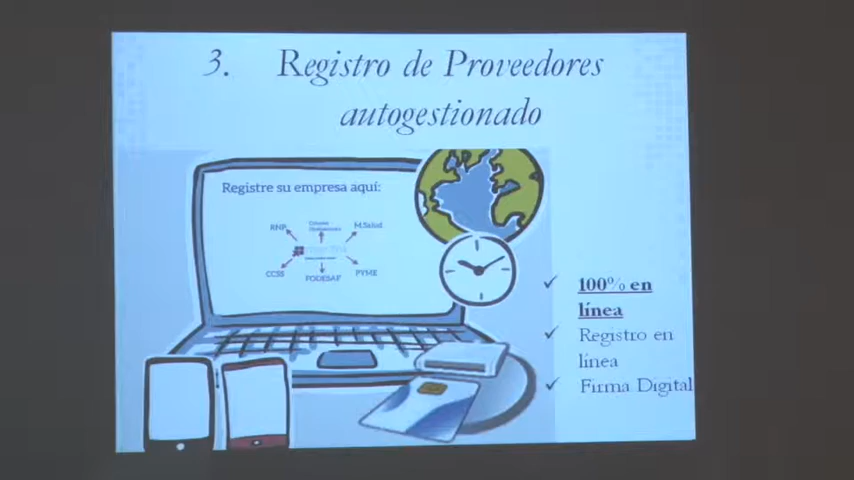 3. Registro de Proveedores
autogestionado
Registre su empresa aquí:
RNP
M.Salud
CCSS
FODESAF
PYME
✓ 100% en
línea
✓ Registro en
línea
✓ Firma Digital